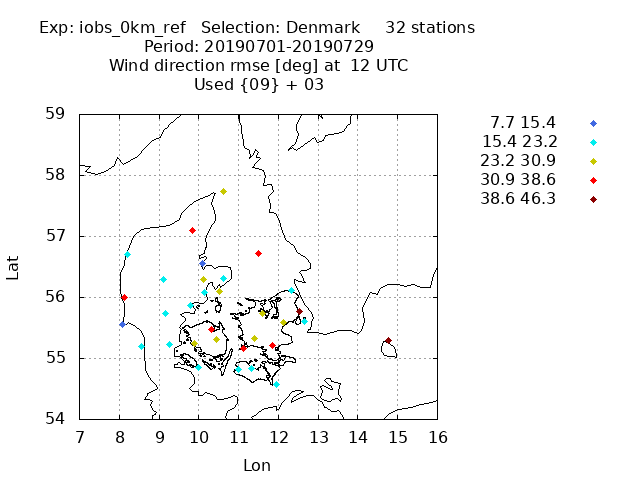 Exp: iobs_0km_ref   Selection: Denmark     32 stations
Period: 20190701-20190729
Wind direction rmse [deg] at  12 UTC
Used {09} + 03
7.7 15.4
15.4 23.2
23.2 30.9
30.9 38.6
38.6 46.3
59
58
57
56
55
54
Lat
7 8 9 10 11 12 13 14 15 16
Lon